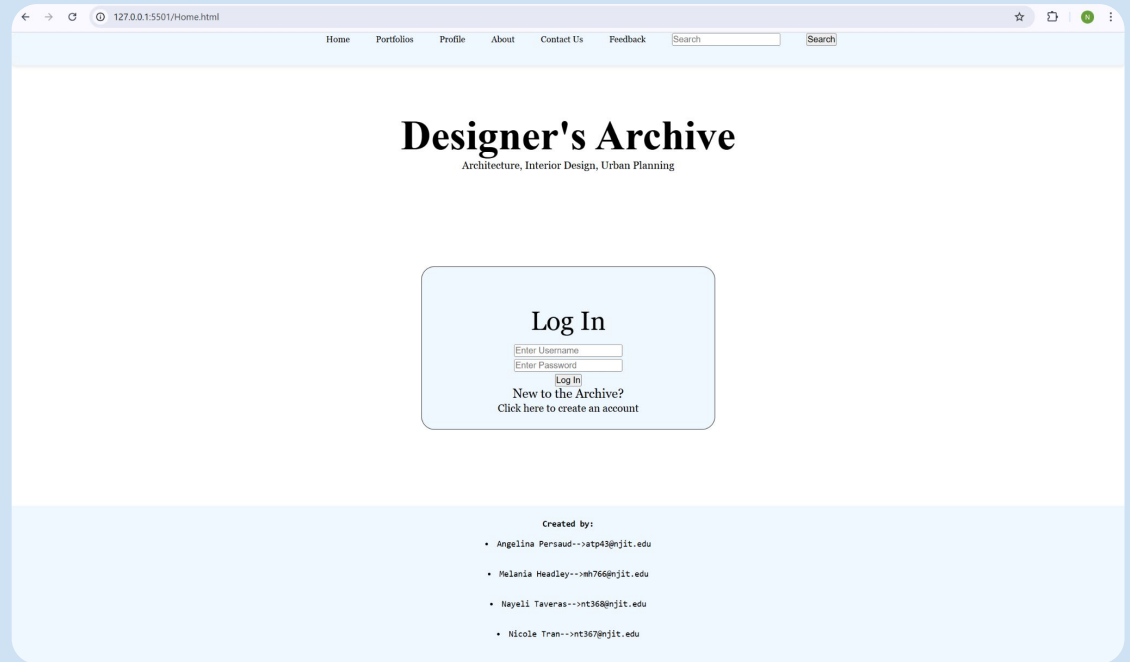 127.0.0.1:5501/Home.html
N
Home Portfolios Profile About Contact Us Feedback Search Search
Designer's Archive
Architecture, Interior Design, Urban Planning
Log In
Enter Username
Enter Password
Log In
New to the Archive?
Click here to create an account
Created by:
• Angelina Persaud-->atp43@njit.edu
• Melania Headley-->mh766@njit.edu
• Nayeli Taveras-->nt368@njit.edu
• Nicole Tran-->nt367@njit.edu